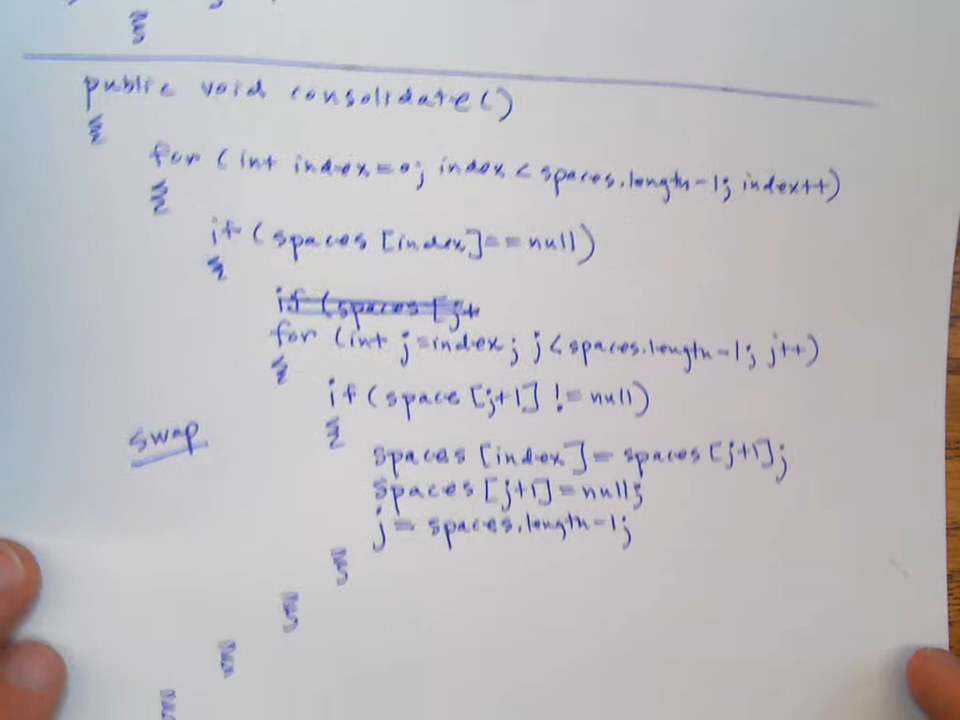 }
public void consolidate()
{
for (int index=0; index < spaces.length-1; index++)
{
if (spaces [index]==null)
{
if (spaces [j+
for (int j=index; j<spaces.length-1; j++)
{
if (space [j+1] != null)
{
swap
spaces [index]= spaces [j+1];
spaces [j+1]=null;
j= spaces.length-1;
}
}
}
}